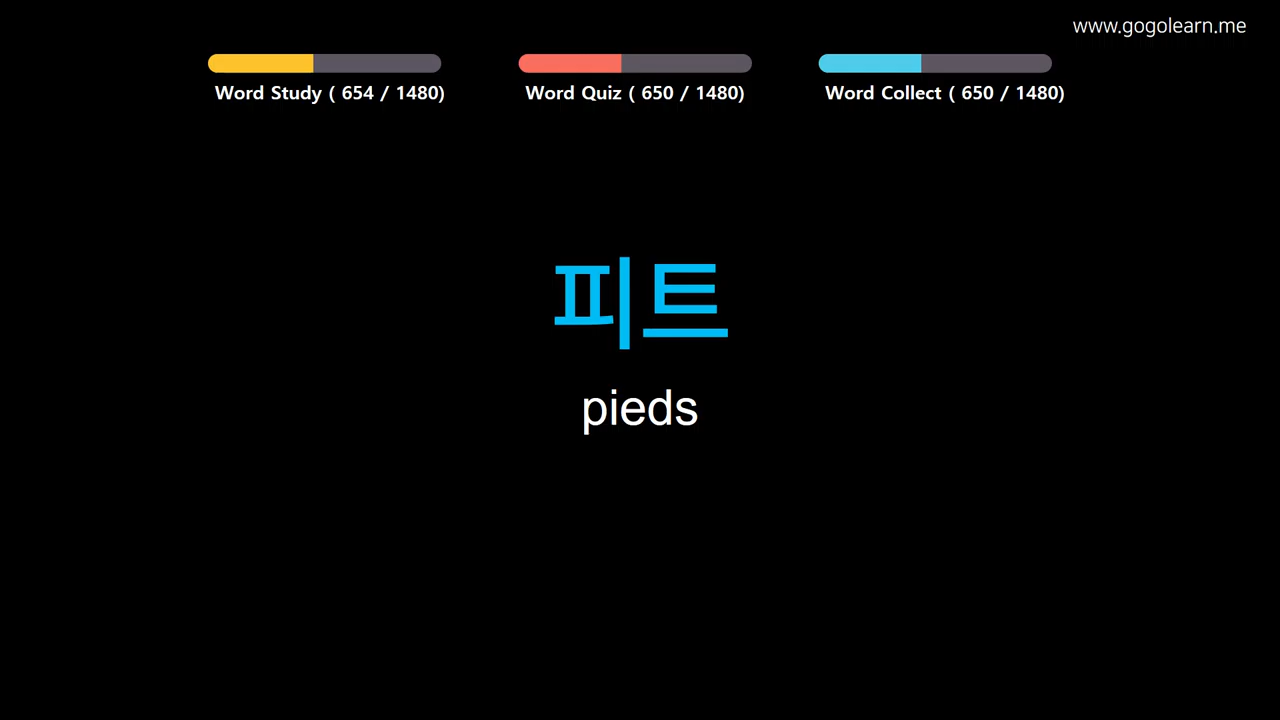 www.gogolearn.me
Word Study ( 654 / 1480)
Word Quiz ( 650 / 1480)
Word Collect ( 650 / 1480)
피트
pieds